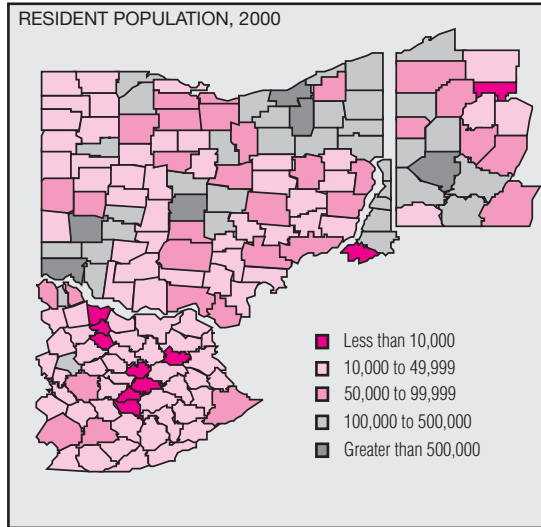 RESIDENT POPULATION, 2000
Less than 10,000
10,000 to 49,999
50,000 to 99,999
100,000 to 500,000
Greater than 500,000